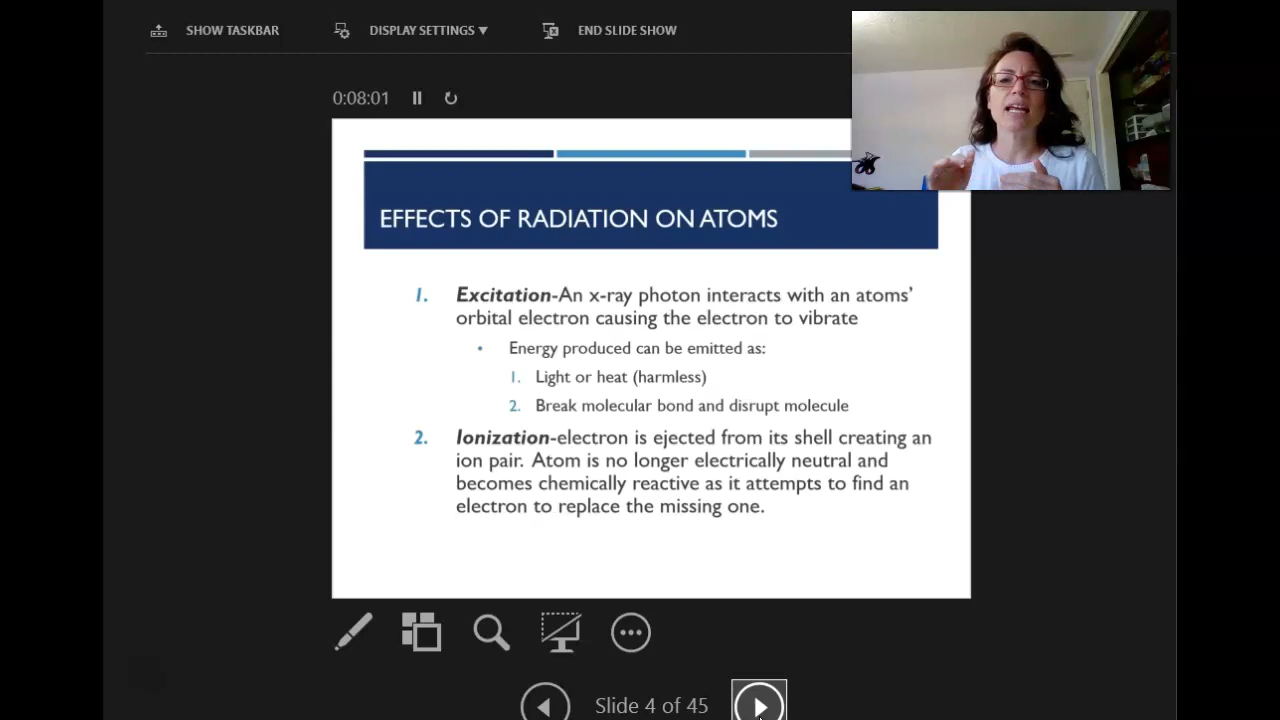 SHOW TASKBAR DISPLAY SETTINGS ▼ END SLIDE SHOW
0:08:01
EFFECTS OF RADIATION ON ATOMS
1. Excitation-An x-ray photon interacts with an atoms’
orbital electron causing the electron to vibrate
• Energy produced can be emitted as:
1. Light or heat (harmless)
2. Break molecular bond and disrupt molecule
2. Ionization-electron is ejected from its shell creating an
ion pair. Atom is no longer electrically neutral and
becomes chemically reactive as it attempts to find an
electron to replace the missing one.
Slide 4 of 45